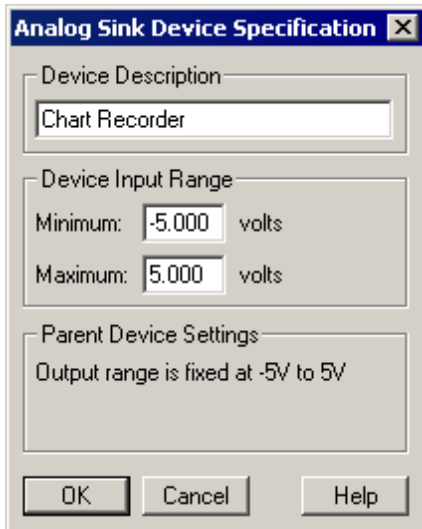 Analog Sink Device Specification
Device Description
Chart Recorder
Device Input Range
Minimum: -5.000 volts
Maximum: 5.000 volts
Parent Device Settings
Output range is fixed at -5V to 5V
OK Cancel Help